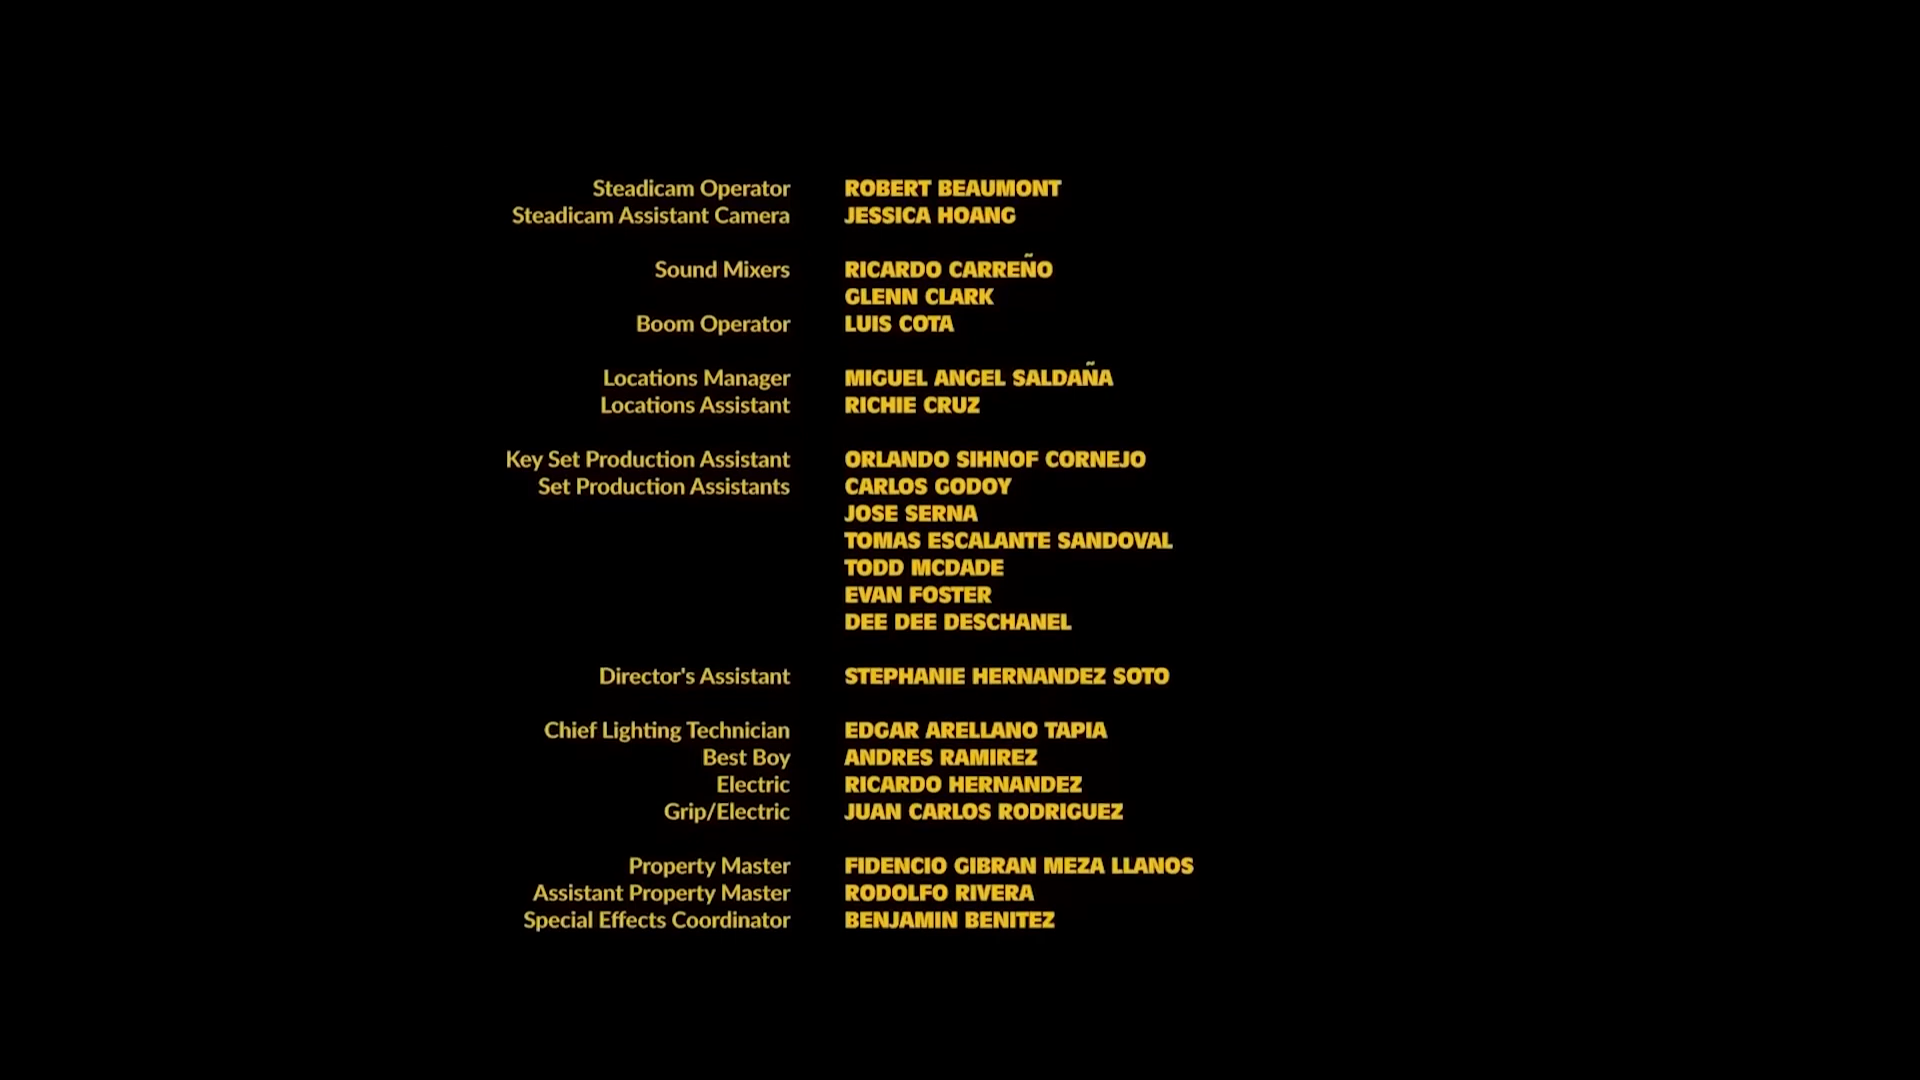 Steadicam Operator ROBERT BEAUMONT
Steadicam Assistant Camera JESSICA HOANG
Sound Mixers RICARDO CARREÑO
GLENN CLARK
Boom Operator LUIS COTA
Locations Manager MIGUEL ANGEL SALDAÑA
Locations Assistant RICHIE CRUZ
Key Set Production Assistant ORLANDO SIHNOF CORNEJO
Set Production Assistants CARLOS GODOY
JOSE SERNA
TOMAS ESCALANTE SANDOVAL
TODD MCDADE
EVAN FOSTER
DEE DEE DESCHANEL
Director's Assistant STEPHANIE HERNANDEZ SOTO
Chief Lighting Technician EDGAR ARELLANO TAPIA
Best Boy ANDRES RAMIREZ
Electric RICARDO HERNANDEZ
Grip/Electric JUAN CARLOS RODRIGUEZ
Property Master FIDENCIO GIBRAN MEZA LLANOS
Assistant Property Master RODOLFO RIVERA
Special Effects Coordinator BENJAMIN BENITEZ